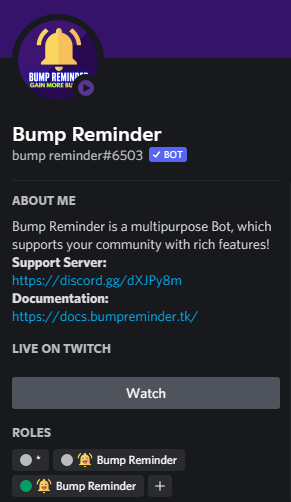 BUMP REMINDER
GAIN MORE BU
Bump Reminder
bump reminder#6503 BOT
ABOUT ME
Bump Reminder is a multipurpose Bot, which
supports your community with rich features!
Support Server:
https://discord.gg/dXJPy8m
Documentation:
https://docs.bumpreminder.tk/
LIVE ON TWITCH
Watch
ROLES
* Bump Reminder
Bump Reminder +